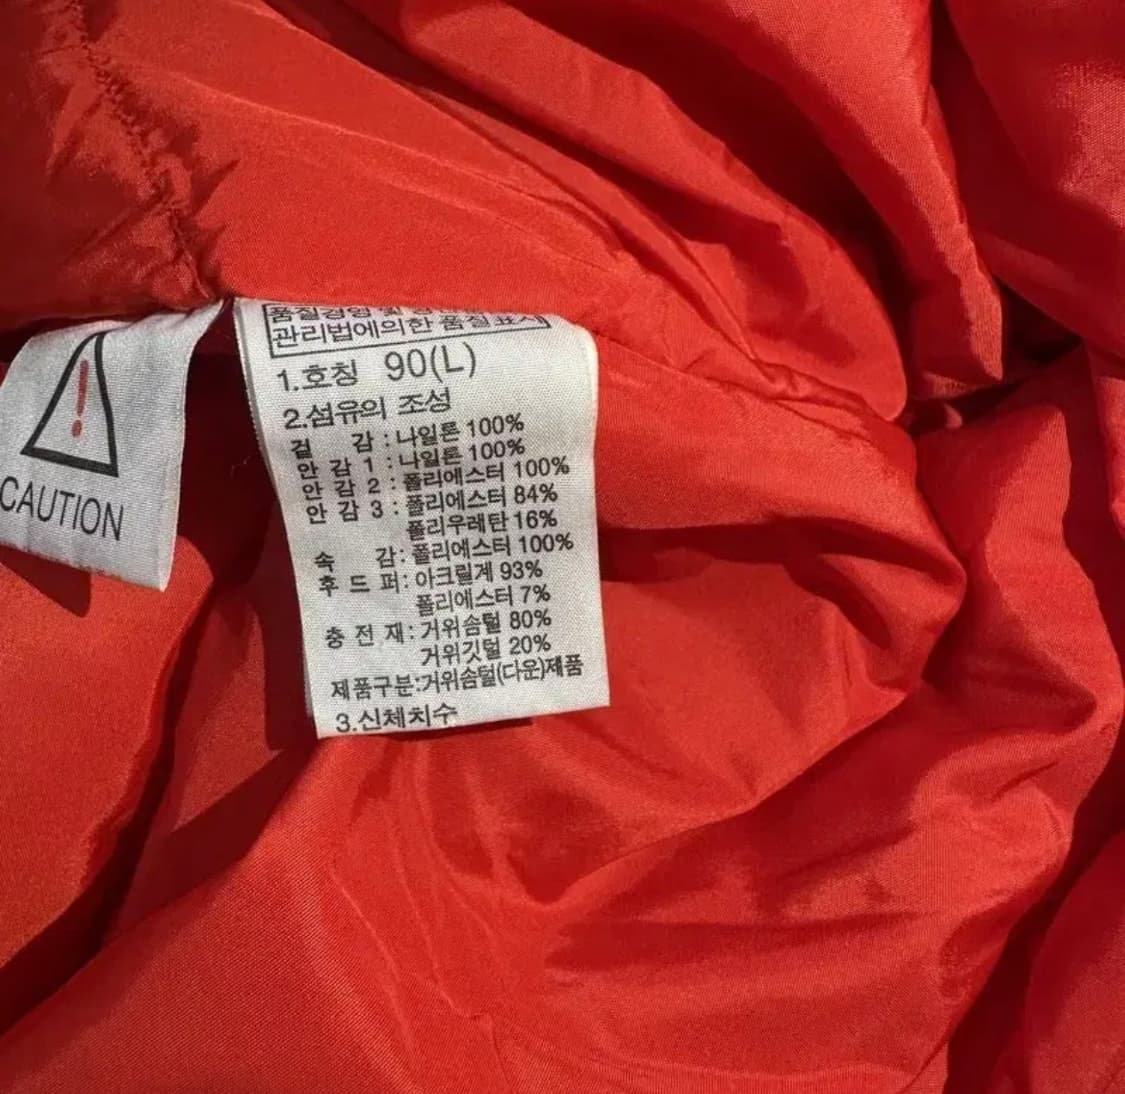 CAUTION
관리법에의한 품질표시
1.호칭 90(L)
2.섬유의 조성
겉 감 : 나일론 100%
안 감 1 : 나일론 100%
안 감 2 : 폴리에스터 100%
안 감 3 : 폴리에스터 84%
폴리우레탄 16%
속 감 : 폴리에스터 100%
후 드 퍼 : 아크릴계 93%
폴리에스터 7%
충 전 재 : 거위솜털 80%
거위깃털 20%
제품구분:거위솜털(다운)제품
3.신체치수